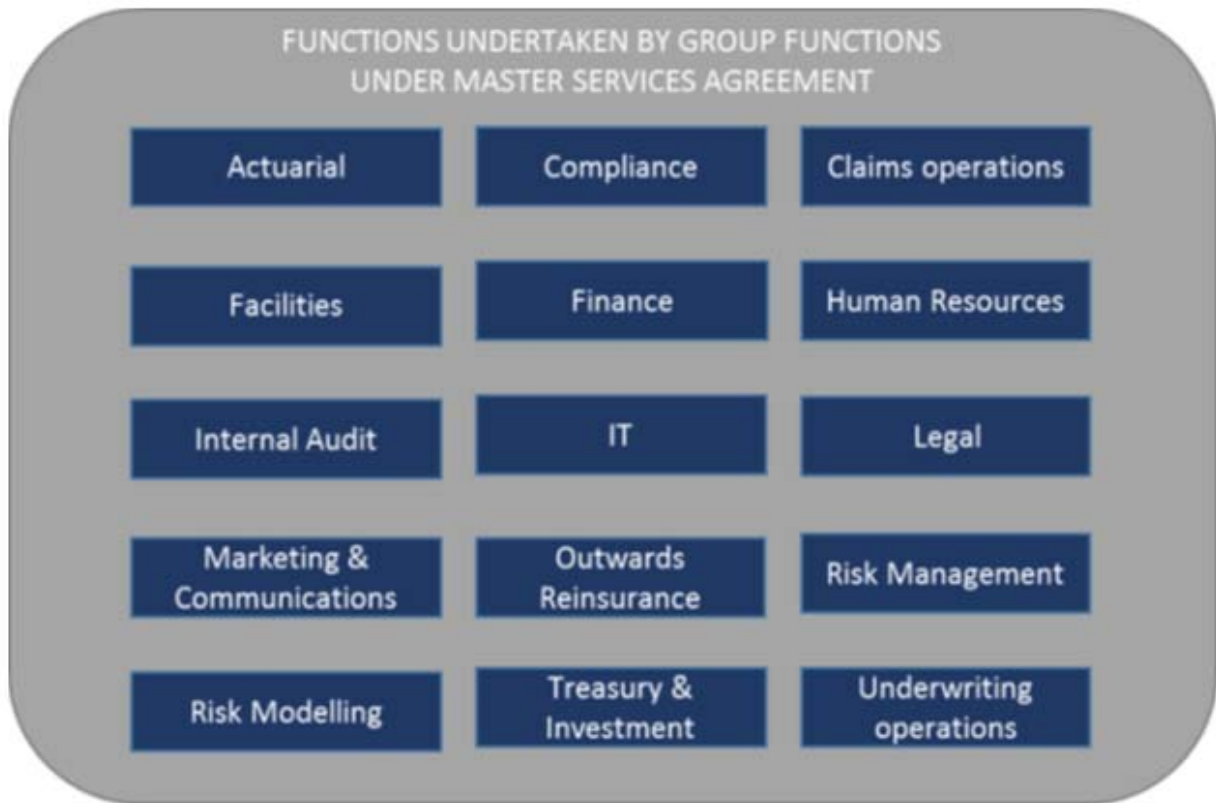 FUNCTIONS UNDERTAKEN BY GROUP FUNCTIONS
UNDER MASTER SERVICES AGREEMENT
Actuarial
Compliance
Claims operations
Facilities
Finance
Human Resources
Internal Audit
IT
Legal
Marketing &
Communications
Outwards
Reinsurance
Risk Management
Risk Modelling
Treasury &
Investment
Underwriting
operations